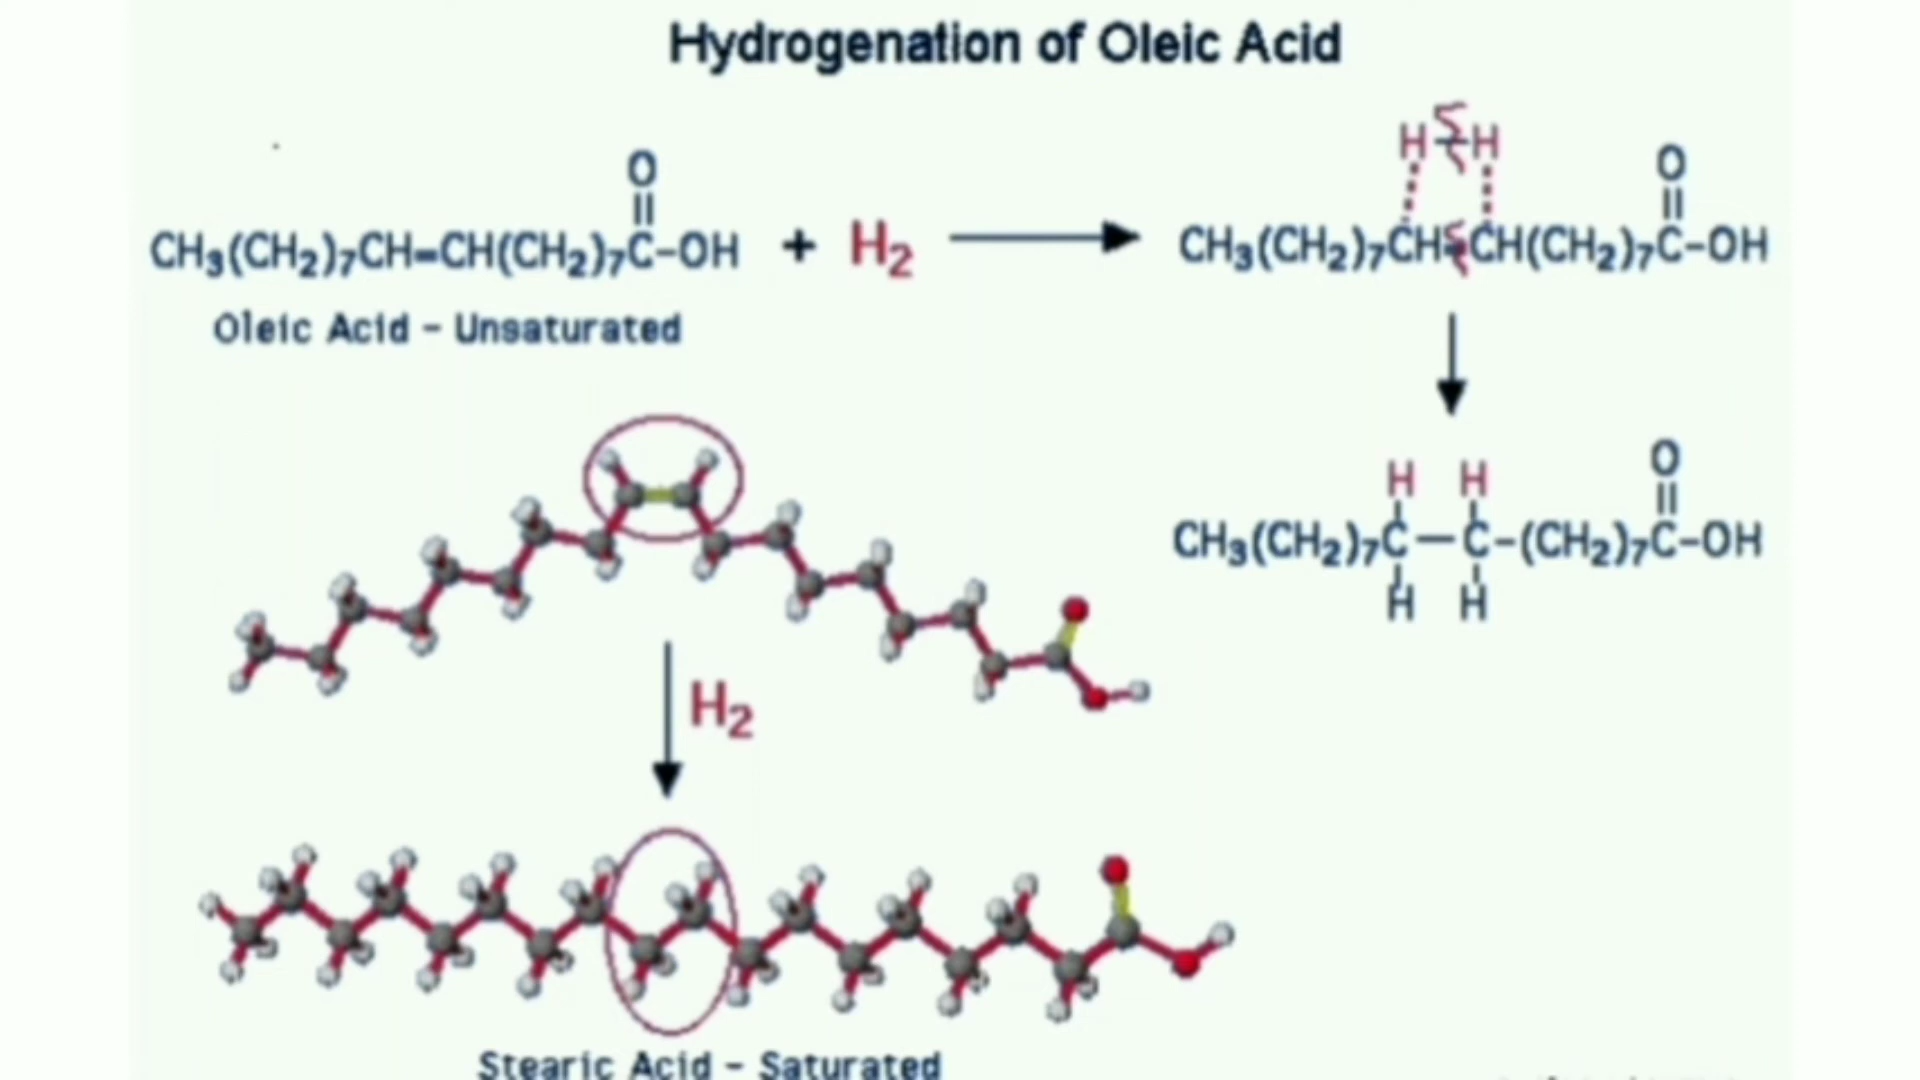 Hydrogenation of Oleic Acid
H H
O
O
CH₃(CH₂)₇CH=CH(CH₂)₇C-OH + H₂
CH₃(CH₂)₇CH=CH(CH₂)₇C-OH
Oleic Acid - Unsaturated
H H
O
CH₃(CH₂)₇C-C-(CH₂)₇C-OH
H H
H₂
Stearic Acid - Saturated